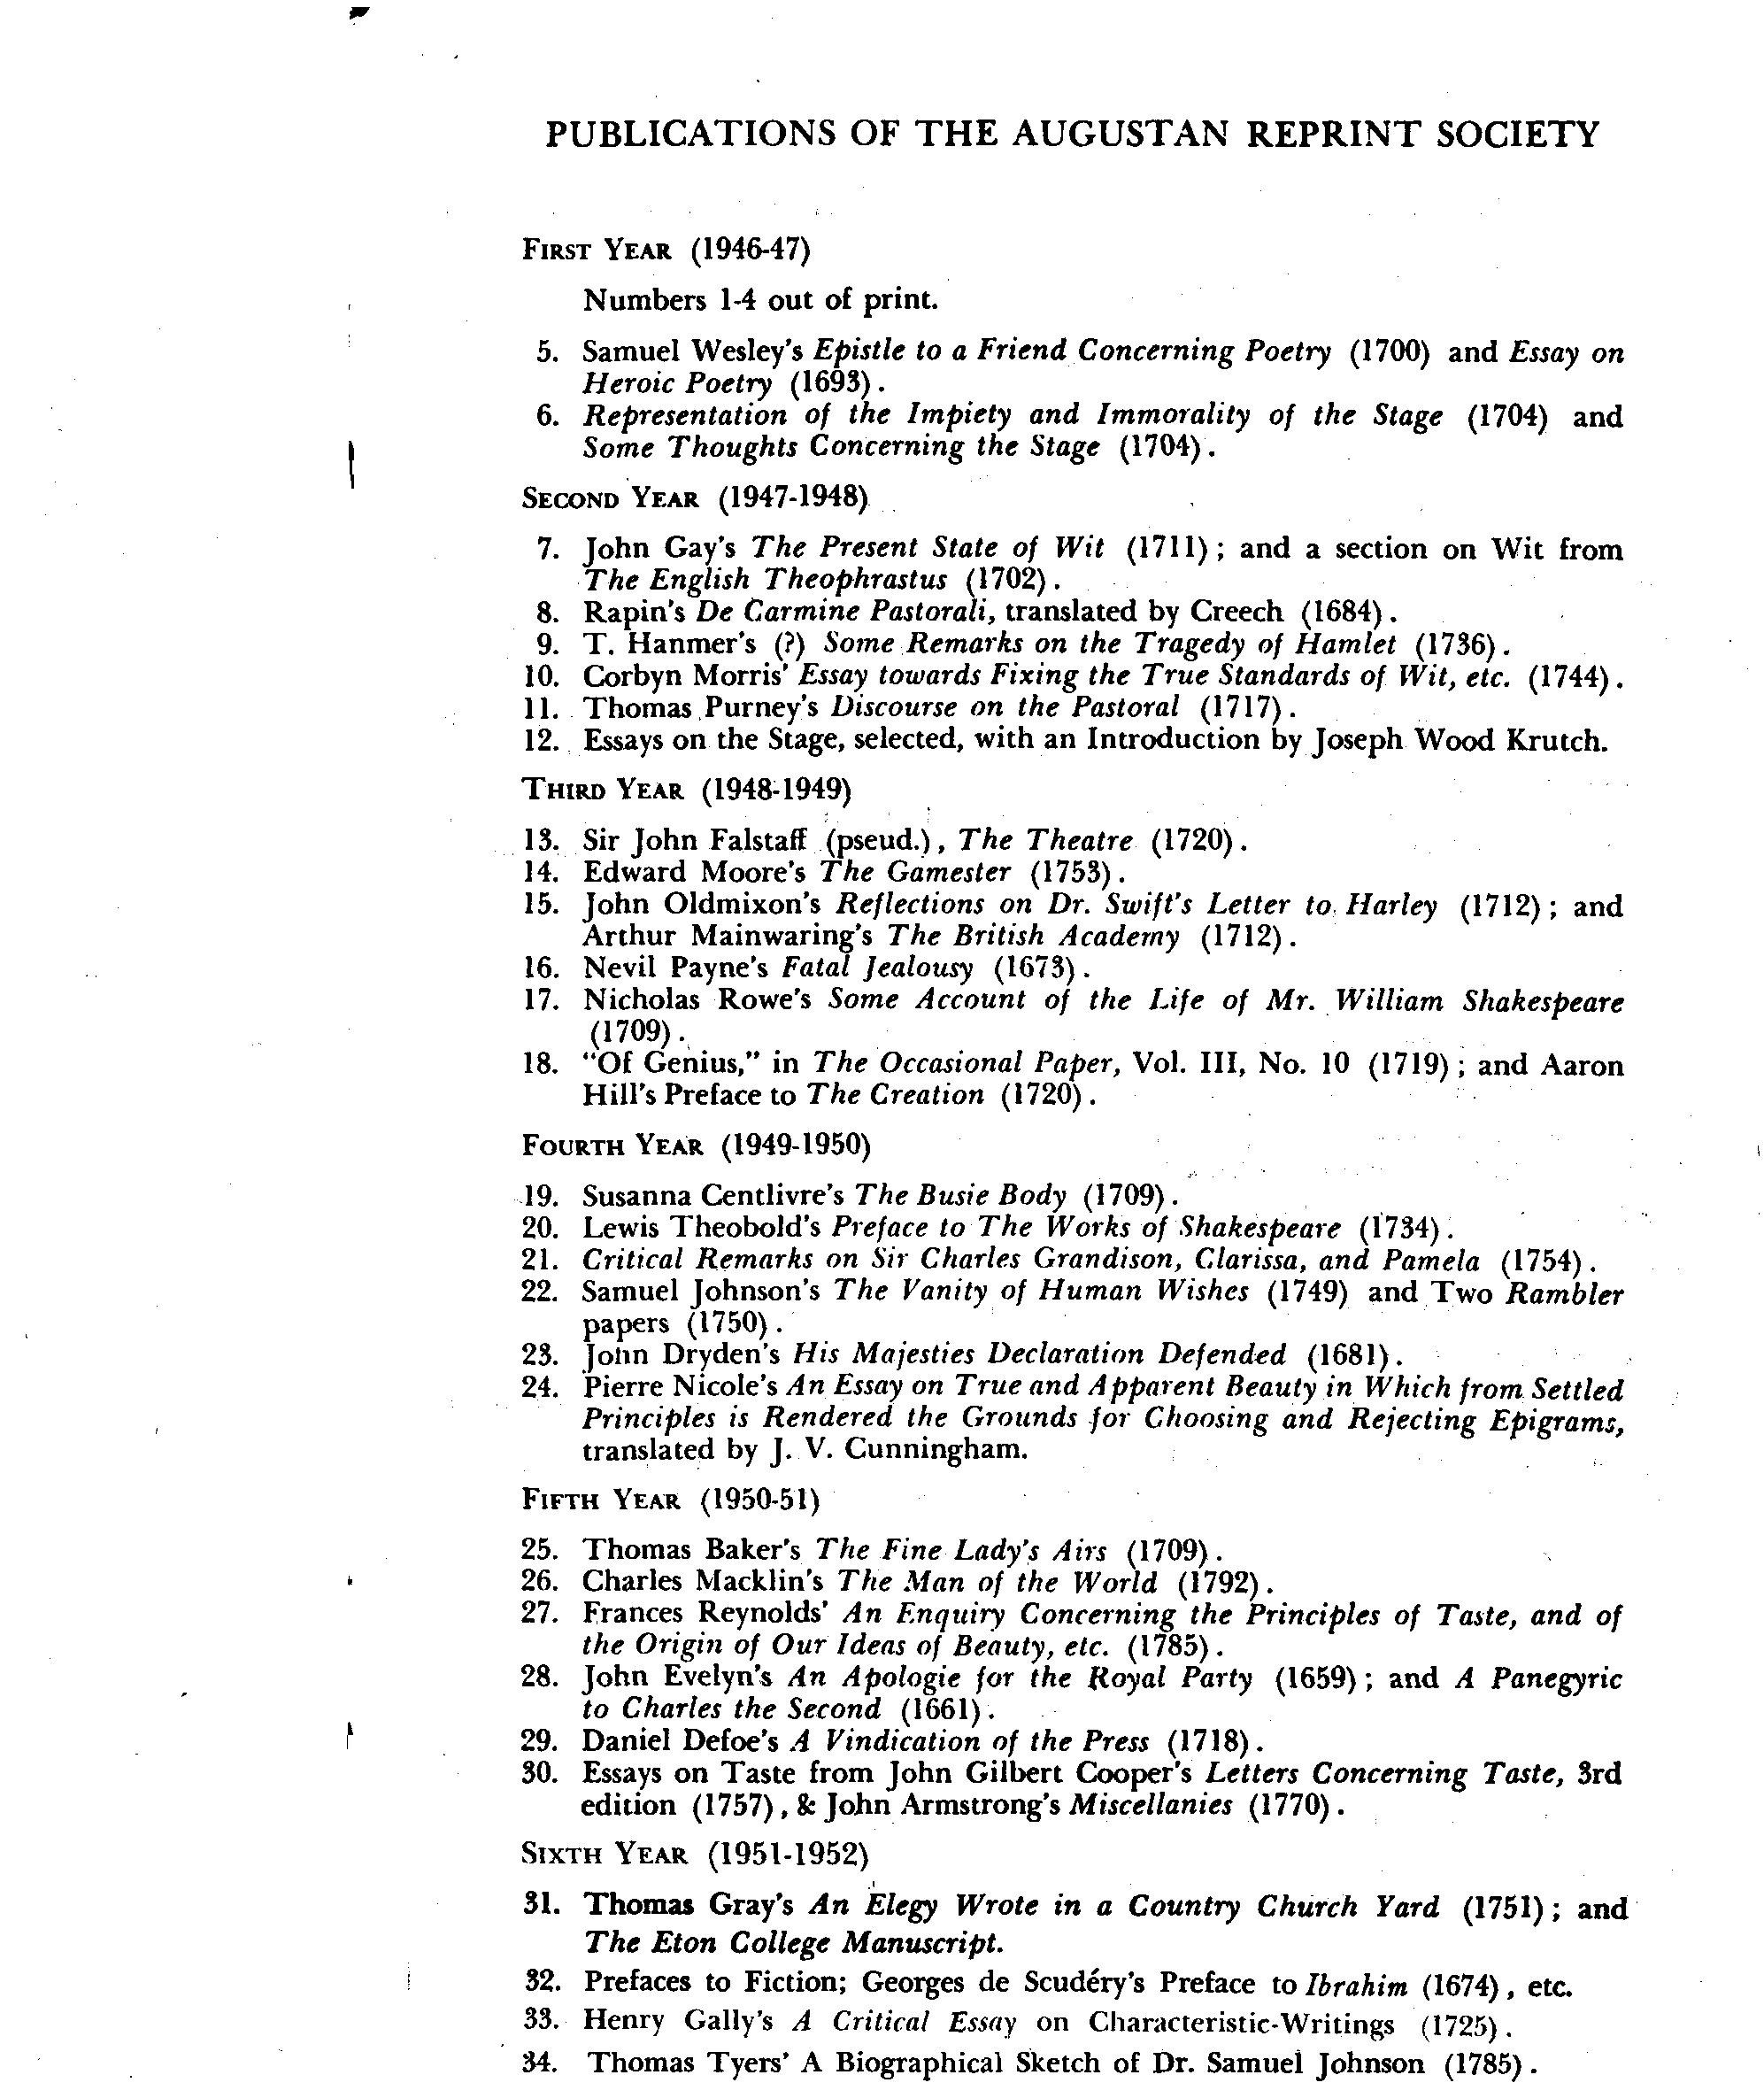 PUBLICATIONS OF THE AUGUSTAN REPRINT SOCIETY
FIRST YEAR (1946-47)
Numbers 1-4 out of print.
5. Samuel Wesley's Epistle to a Friend Concerning Poetry (1700) and Essay on
Heroic Poetry (1693).
6. Representation of the Impiety and Immorality of the Stage (1704) and
Some Thoughts Concerning the Stage (1704).
SECOND YEAR (1947-1948)
7. John Gay's The Present State of Wit (1711); and a section on Wit from
The English Theophrastus (1702).
8. Rapin's De Carmine Pastorali, translated by Creech (1684).
9. T. Hanmer's (?) Some Remarks on the Tragedy of Hamlet (1736).
10. Corbyn Morris' Essay towards Fixing the True Standards of Wit, etc. (1744).
11. Thomas Purney's Discourse on the Pastoral (1717).
12. Essays on the Stage, selected, with an Introduction by Joseph Wood Krutch.
THIRD YEAR (1948-1949)
13. Sir John Falstaff (pseud.), The Theatre (1720).
14. Edward Moore's The Gamester (1753).
15. John Oldmixon's Reflections on Dr. Swift's Letter to Harley (1712); and
Arthur Mainwaring's The British Academy (1712).
16. Nevil Payne's Fatal Jealousy (1673).
17. Nicholas Rowe's Some Account of the Life of Mr. William Shakespeare
(1709).
18. "Of Genius," in The Occasional Paper, Vol. III, No. 10 (1719); and Aaron
Hill's Preface to The Creation (1720).
FOURTH YEAR (1949-1950)
19. Susanna Centlivre's The Busie Body (1709).
20. Lewis Theobold's Preface to The Works of Shakespeare (1734).
21. Critical Remarks on Sir Charles Grandison, Clarissa, and Pamela (1754).
22. Samuel Johnson's The Vanity of Human Wishes (1749) and Two Rambler
papers (1750).
23. John Dryden's His Majesties Declaration Defended (1681).
24. Pierre Nicole's An Essay on True and Apparent Beauty in Which from Settled
Principles is Rendered the Grounds for Choosing and Rejecting Epigrams,
translated by J. V. Cunningham.
FIFTH YEAR (1950-51)
25. Thomas Baker's The Fine Lady's Airs (1709).
26. Charles Macklin's The Man of the World (1792).
27. Frances Reynolds' An Enquiry Concerning the Principles of Taste, and of
the Origin of Our Ideas of Beauty, etc. (1785).
28. John Evelyn's An Apologie for the Royal Party (1659); and A Panegyric
to Charles the Second (1661).
29. Daniel Defoe's A Vindication of the Press (1718).
30. Essays on Taste from John Gilbert Cooper's Letters Concerning Taste, 3rd
edition (1757), & John Armstrong's Miscellanies (1770).
SIXTH YEAR (1951-1952)
31. Thomas Gray's An Elegy Wrote in a Country Church Yard (1751); and
The Eton College Manuscript.
32. Prefaces to Fiction; Georges de Scudéry's Preface to Ibrahim (1674), etc.
33. Henry Gally's A Critical Essay on Characteristic-Writings (1725).
34. Thomas Tyers' A Biographical Sketch of Dr. Samuel Johnson (1785).